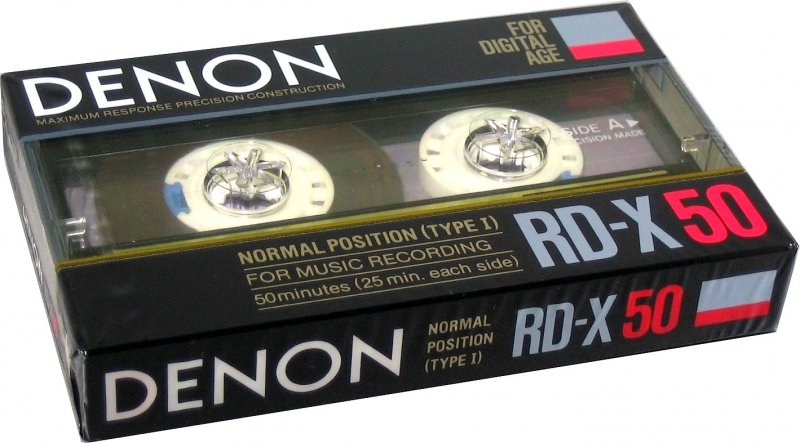 DENON
MAXIMUM RESPONSE PRECISION CONSTRUCTION
FOR
DIGITAL
AGE
SIDE A
PRECISION MADE
NORMAL POSITION (TYPE I)
FOR MUSIC RECORDING
50minutes (25 min. each side)
RD-X 50
DENON
NORMAL
POSITION
(TYPE I)
RD-X 50